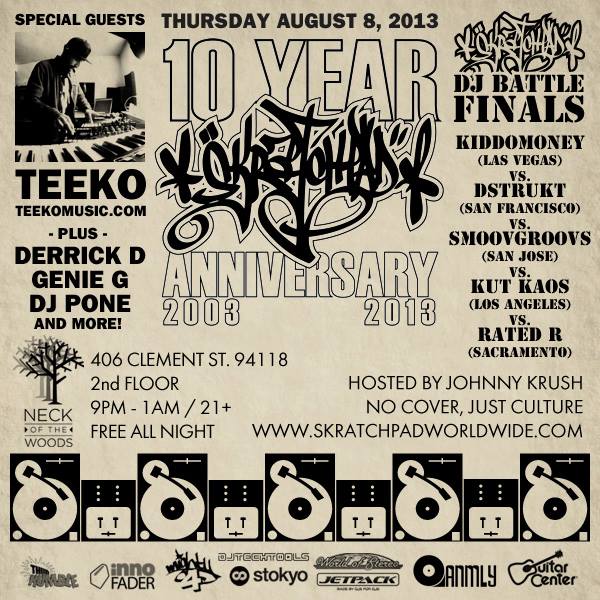 SPECIAL GUESTS
TEEKO
TEEKOMUSIC.COM
- PLUS -
DERRICK D
GENIE G
DJ PONE
AND MORE!
THURSDAY AUGUST 8, 2013
10 YEAR
SKRATCHPAD
ANNIVERSARY
2003 2013
SKRATCHPAD
DJ BATTLE
FINALS
KIDDOMONEY
(LAS VEGAS)
VS.
DSTRUKT
(SAN FRANCISCO)
VS.
SMOOVGROOVS
(SAN JOSE)
VS.
KUT KAOS
(LOS ANGELES)
VS.
RATED R
(SACRAMENTO)
NECK
OF THE
WOODS
406 CLEMENT ST. 94118
2nd FLOOR
9PM - 1AM / 21+
FREE ALL NIGHT
HOSTED BY JOHNNY KRUSH
NO COVER, JUST CULTURE
WWW.SKRATCHPADWORLDWIDE.COM
THUD
RUMBLE
inno
FADER
DJTECHTOOLS
stokyo
World of Stereo
JETPACK
ANMLY
Guitar
Center